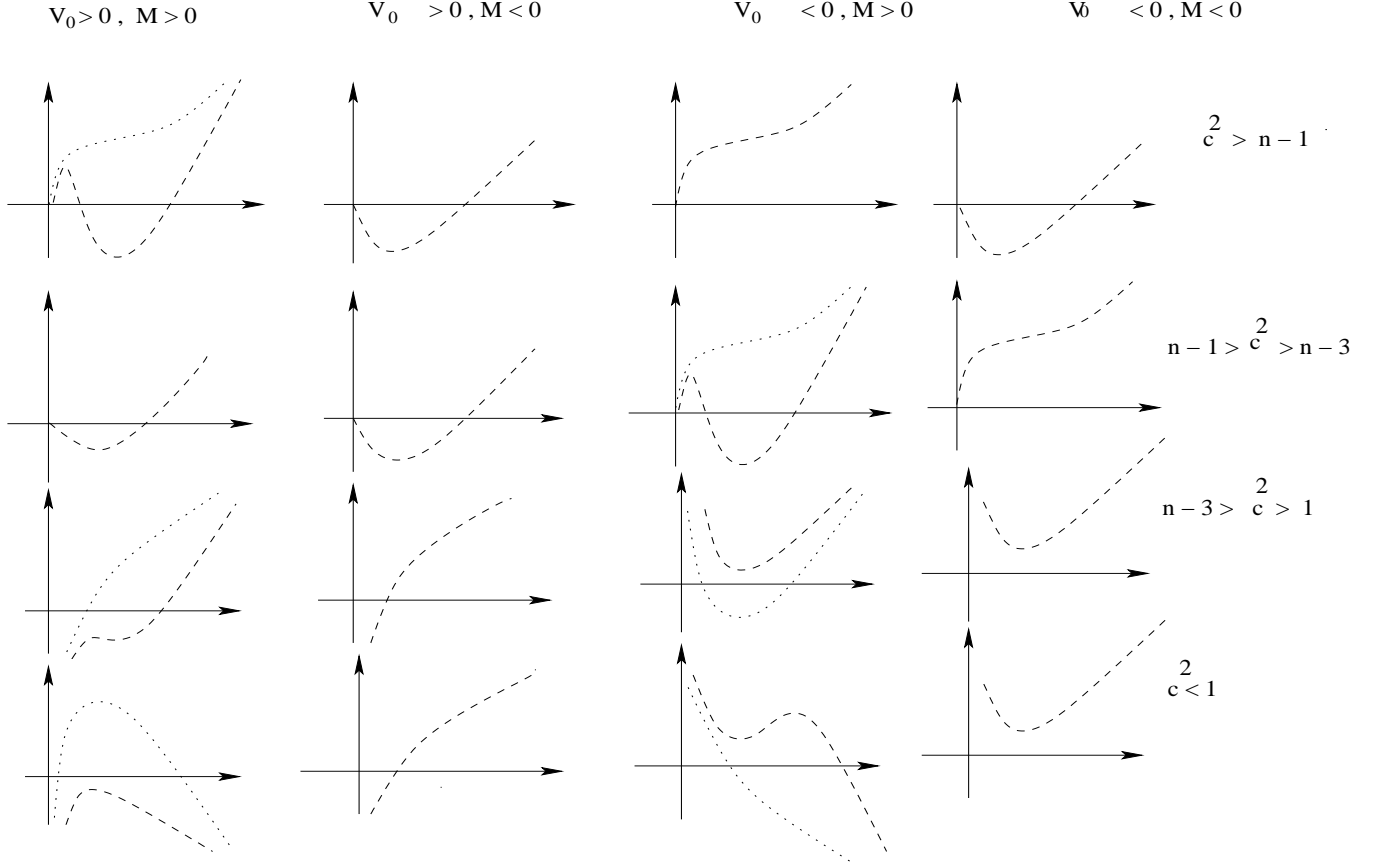 V0 > 0 , M > 0
V0 > 0 , M < 0
V0 < 0 , M > 0
V0 < 0 , M < 0
c2 > n − 1
n − 1 > c2 > n − 3
n − 3 > c2 > 1
c2 < 1